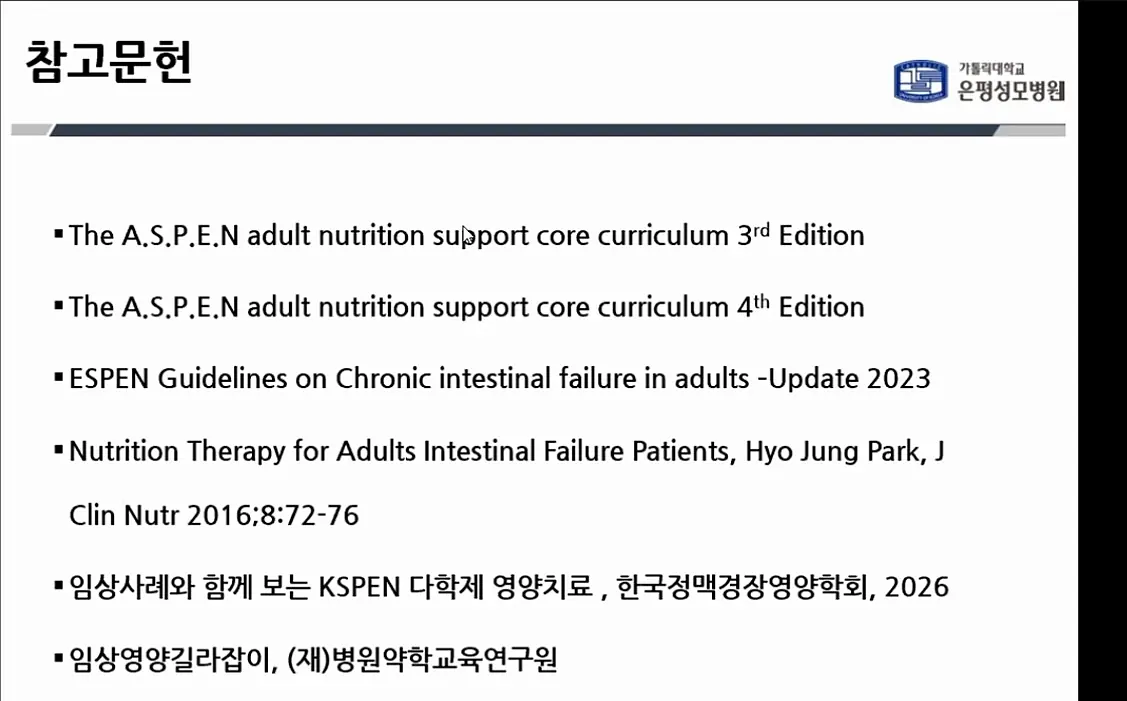 참고문헌
가톨릭대학교
은평성모병원
▪The A.S.P.E.N adult nutrition support core curriculum 3rd Edition
▪The A.S.P.E.N adult nutrition support core curriculum 4th Edition
▪ESPEN Guidelines on Chronic intestinal failure in adults -Update 2023
▪Nutrition Therapy for Adults Intestinal Failure Patients, Hyo Jung Park, J
Clin Nutr 2016;8:72-76
▪임상사례와 함께 보는 KSPEN 다학제 영양치료 , 한국정맥경장영양학회, 2026
▪임상영양길라잡이, (재)병원약학교육연구원